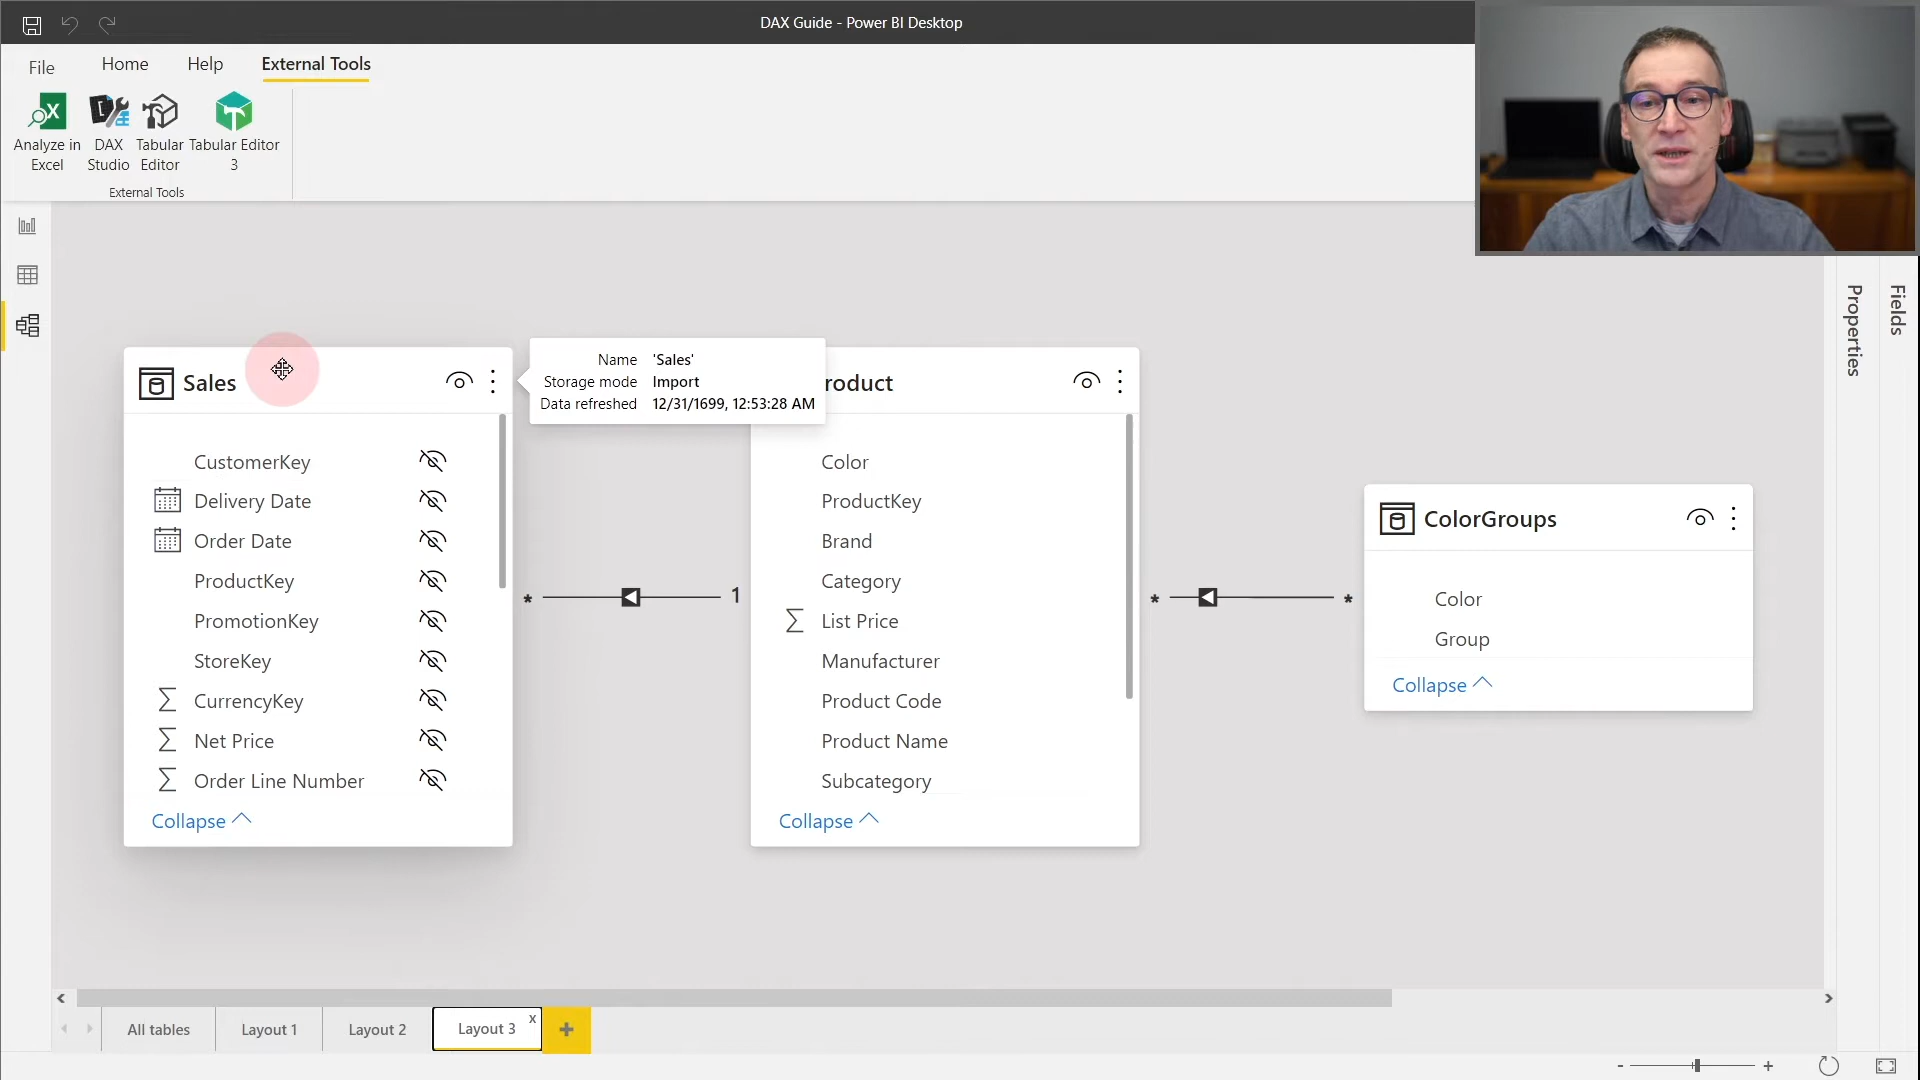 DAX Guide - Power BI Desktop
File
Home
Help
External Tools
Analyze in
Excel
DAX
Studio
Tabular
Editor
Tabular Editor
3
External Tools
Properties
Fields
Sales
CustomerKey
Delivery Date
Order Date
ProductKey
PromotionKey
StoreKey
CurrencyKey
Net Price
Order Line Number
Collapse
Name 'Sales'
Storage mode Import
Data refreshed 12/31/1699, 12:53:28 AM
* 1
roduct
Color
ProductKey
Brand
Category
List Price
Manufacturer
Product Code
Product Name
Subcategory
Collapse
* *
ColorGroups
Color
Group
Collapse
All tables
Layout 1
Layout 2
Layout 3
x
+
- +